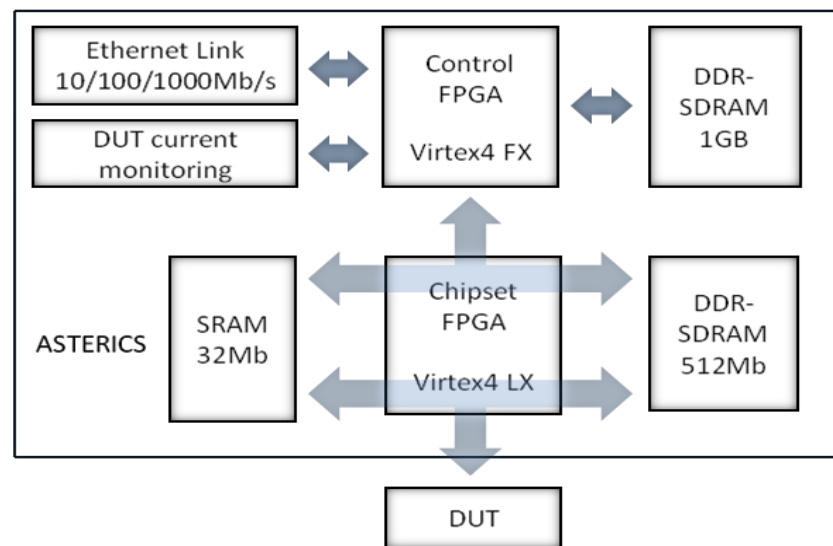 Ethernet Link
10/100/1000Mb/s
DUT current
monitoring
Control
FPGA
Virtex4 FX
DDR-
SDRAM
1GB
ASTERICS
SRAM
32Mb
Chipset
FPGA
Virtex4 LX
DDR-
SDRAM
512Mb
DUT